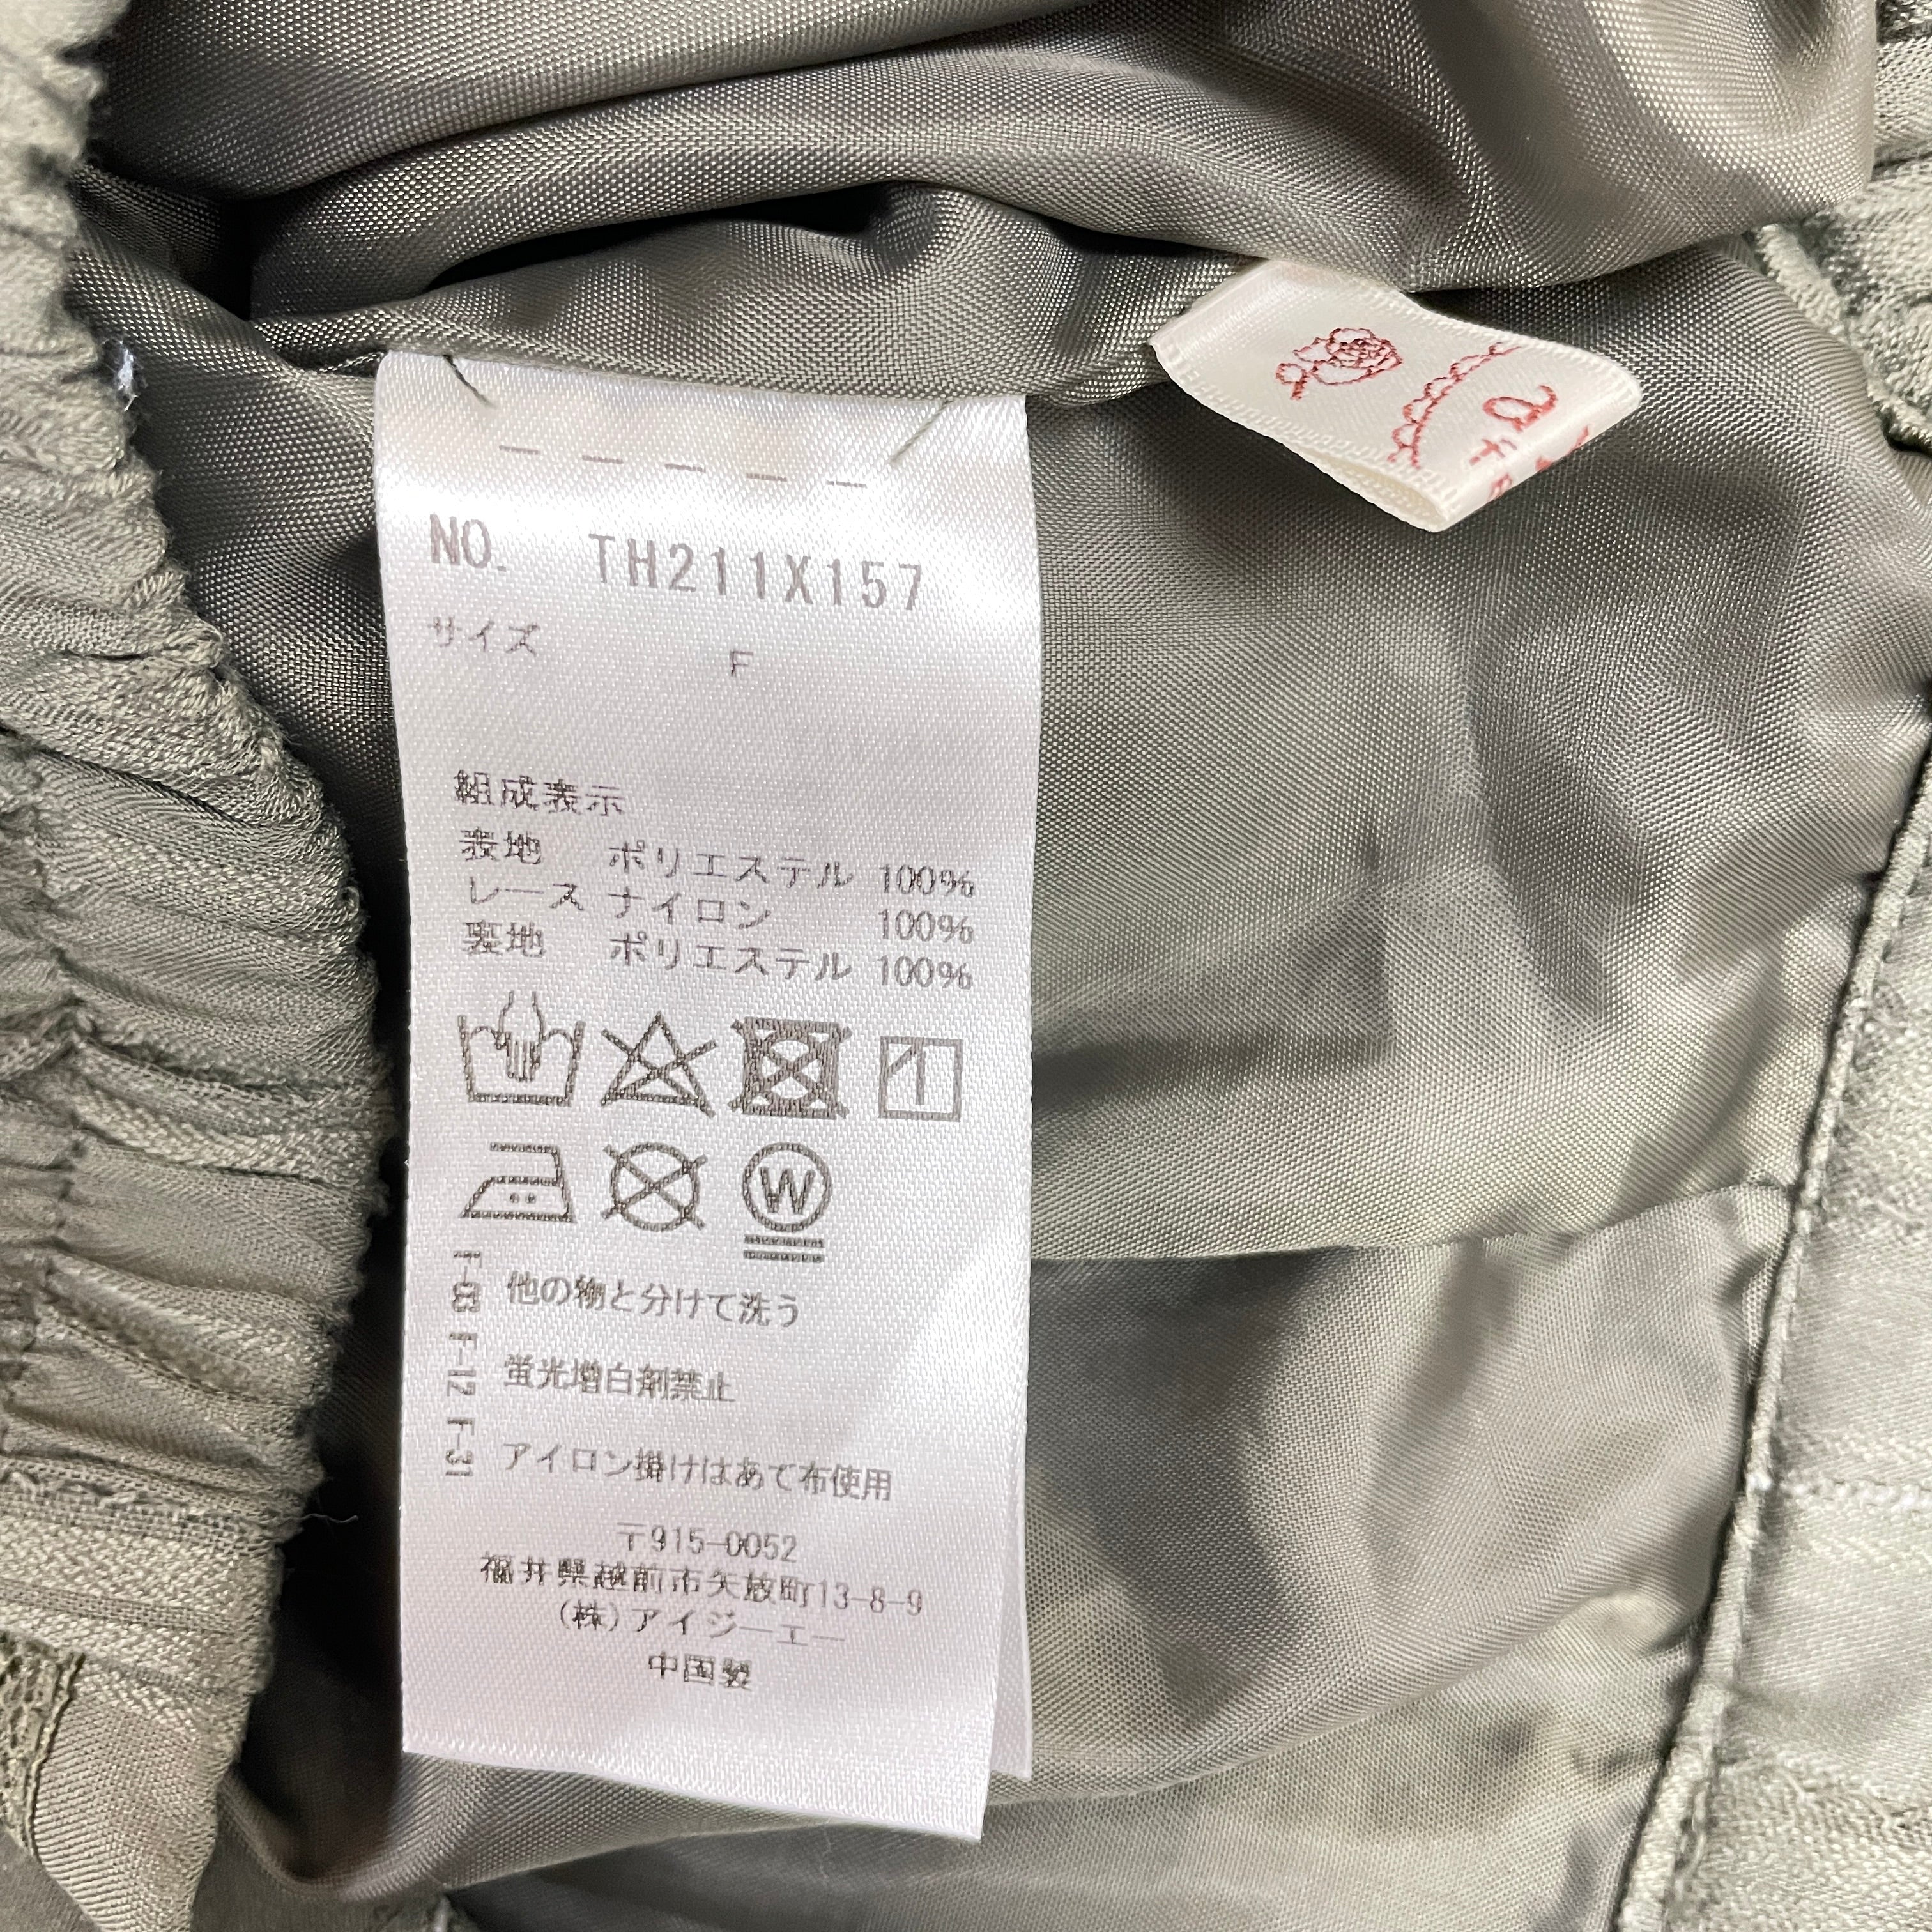 NO. TH211X157
サイズ F
組成表示
表地 ポリエステル 100%
レース ナイロン 100%
裏地 ポリエステル 100%
W
F-03 他の物と分けて洗う
F-12 蛍光増白剤禁止
F-31 アイロン掛けはあて布使用
〒915-0052
福井県越前市矢放町13-8-9
(株)アイジーエー
中国製